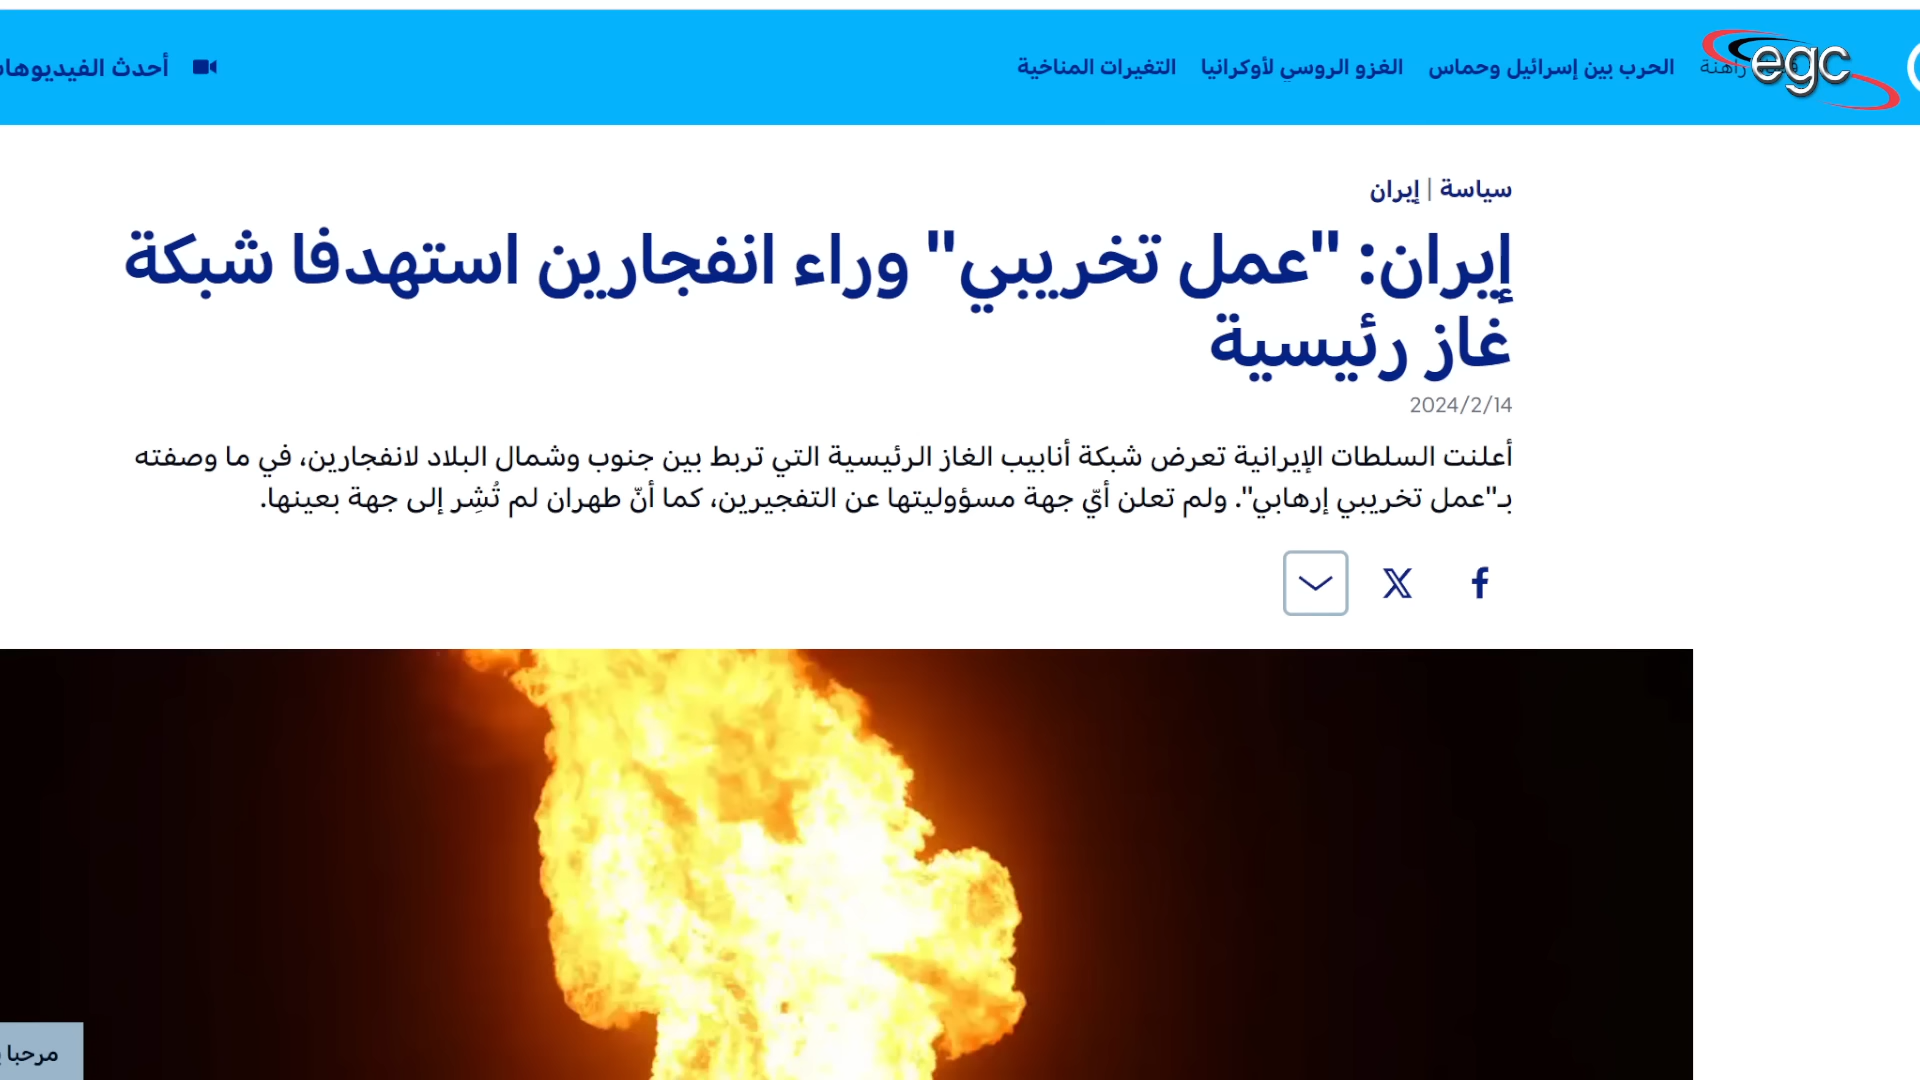 الحرب بين إسرائيل وحماس
الغزو الروسي لأوكرانيا
التغيرات المناخية
أحدث الفيديوها
egc
سياسة | إيران
إيران: "عمل تخريبي" وراء انفجارين استهدفا شبكة
غاز رئيسية
2024/2/14
أعلنت السلطات الإيرانية تعرض شبكة أنابيب الغاز الرئيسية التي تربط بين جنوب وشمال البلاد لانفجارين، في ما وصفته
بـ"عمل تخريبي إرهابي". ولم تعلن أيّ جهة مسؤوليتها عن التفجيرين، كما أنّ طهران لم تُشِر إلى جهة بعينها.
مرحبا